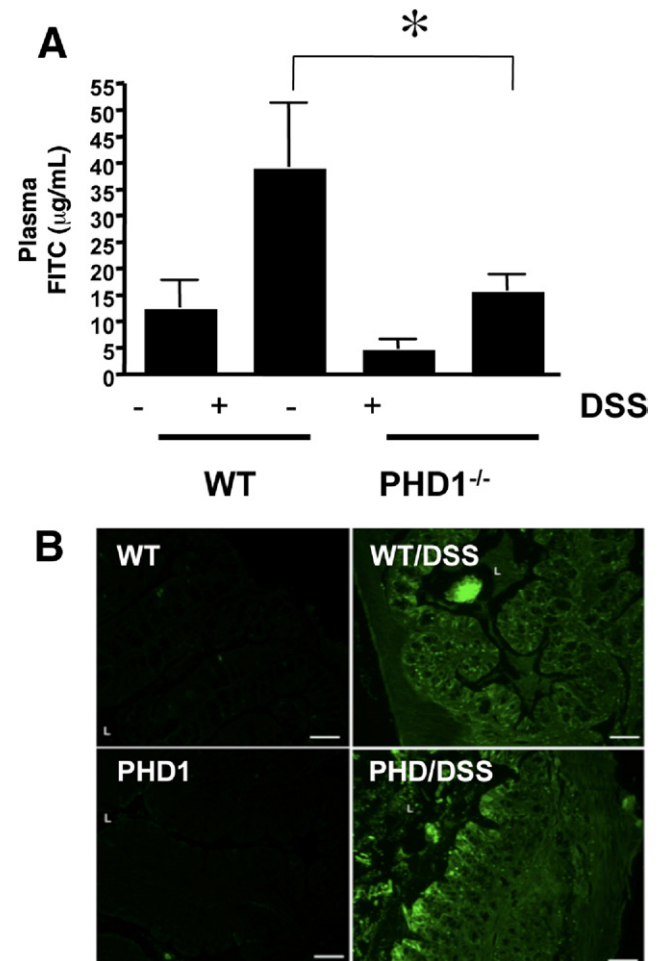 A
*
Plasma
FITC (μg/mL)
55
50
45
40
35
30
25
20
15
10
5
0
- + - + DSS
WT PHD1-/-
B
WT WT/DSS
L
L
PHD1 PHD/DSS
L
L